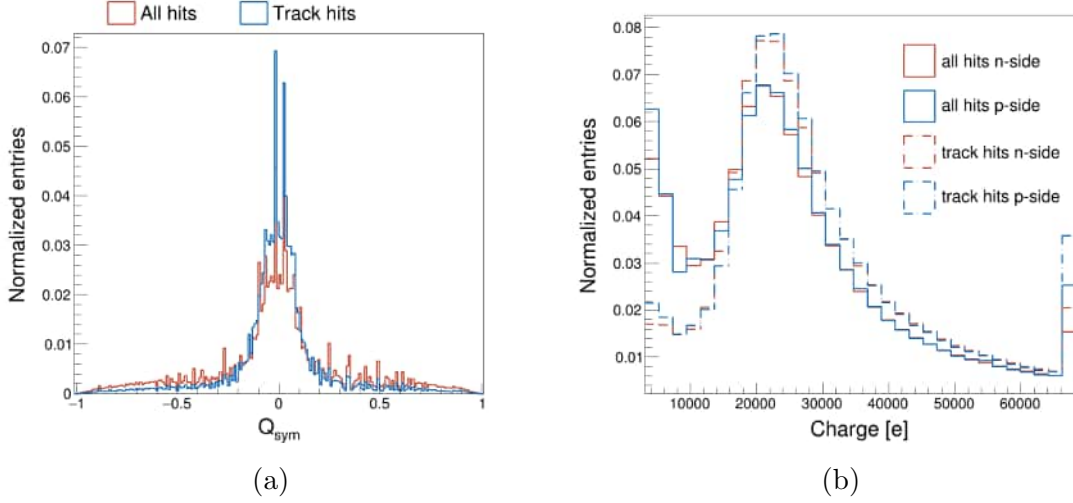 All hits Track hits
Normalized entries
0.07
0.06
0.05
0.04
0.03
0.02
0.01
0
−1 −0.5 0 0.5 1
Qsym
(a)
Normalized entries
0.08
0.07
0.06
0.05
0.04
0.03
0.02
0.01
all hits n-side
all hits p-side
track hits n-side
track hits p-side
10000 20000 30000 40000 50000 60000
Charge [e]
(b)